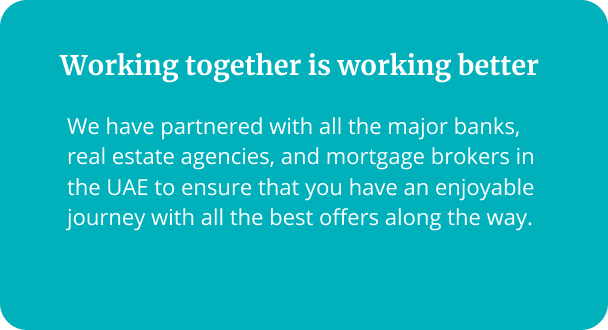 Working together is working better
We have partnered with all the major banks,
real estate agencies, and mortgage brokers in
the UAE to ensure that you have an enjoyable
journey with all the best offers along the way.